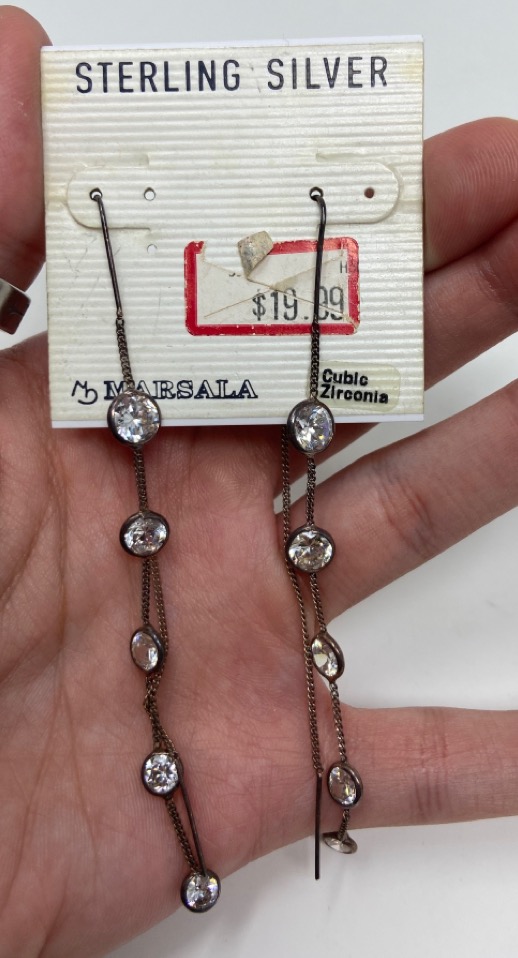 STERLING SILVER
H
$19.99
MARSALA
Cubic
Zirconia